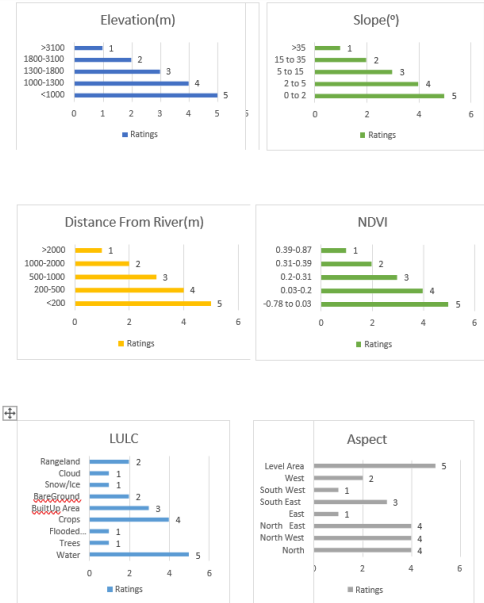 Elevation(m)
>3100 1
1800-3100 2
1300-1800 3
1000-1300 4
<1000 5
0 1 2 3 4 5
Ratings
Slope(º)
>35 1
15 to 35 2
5 to 15 3
2 to 5 4
0 to 2 5
0 2 4 6
Ratings
Distance From River(m)
>2000 1
1000-2000 2
500-1000 3
200-500 4
<200 5
0 2 4 6
Ratings
NDVI
0.39-0.87 1
0.31-0.39 2
0.2-0.31 3
0.03-0.2 4
-0.78 to 0.03 5
0 2 4 6
Ratings
LULC
Rangeland 2
Cloud 1
Snow/Ice 1
BareGround 2
BuiltUp Area 3
Crops 4
Flooded... 1
Trees 1
Water 5
0 2 4 6
Ratings
Aspect
Level Area 5
West 2
South West 1
South East 3
East 1
North East 4
North West 4
North 4
0 2 4 6
Ratings